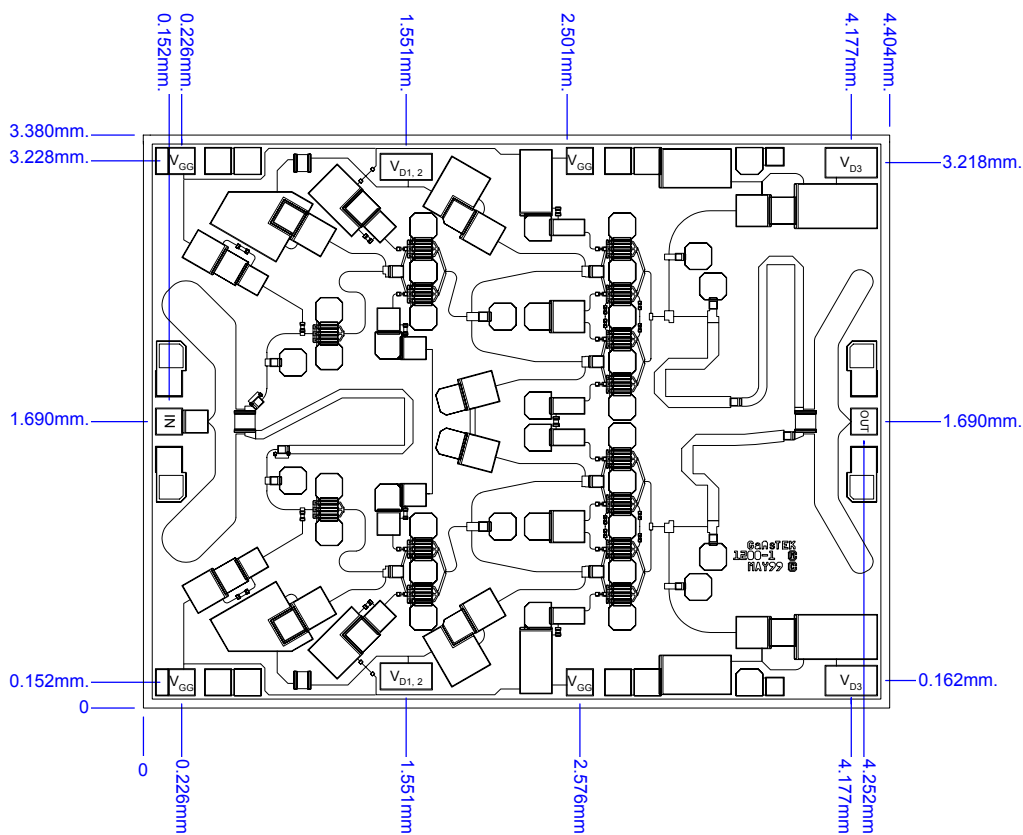 0.152mm.
0.226mm.
1.551mm.
2.501mm.
4.177mm.
4.404mm.
3.380mm.
3.228mm.
3.218mm.
VGG
VD1, 2
VGG
VD3
1.690mm.
IN
OUT
1.690mm.
GaAsTEK
1200-1 C
MAY99 C
0.152mm.
VGG
VD1, 2
VGG
VD3
0.162mm.
0
0
0.226mm
1.551mm
2.576mm
4.177mm
4.252mm